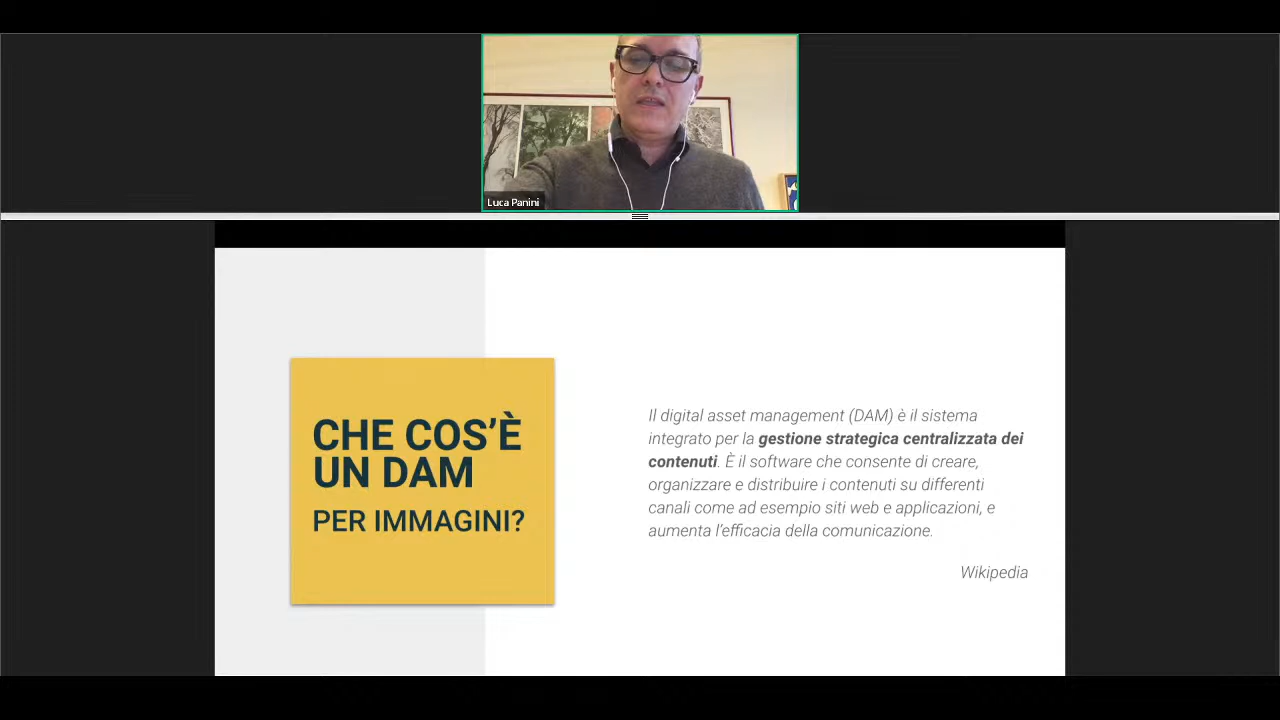 Luca Panini
CHE COS’È
UN DAM
PER IMMAGINI?
Il digital asset management (DAM) è il sistema
integrato per la gestione strategica centralizzata dei
contenuti. È il software che consente di creare,
organizzare e distribuire i contenuti su differenti
canali come ad esempio siti web e applicazioni, e
aumenta l’efficacia della comunicazione.
Wikipedia